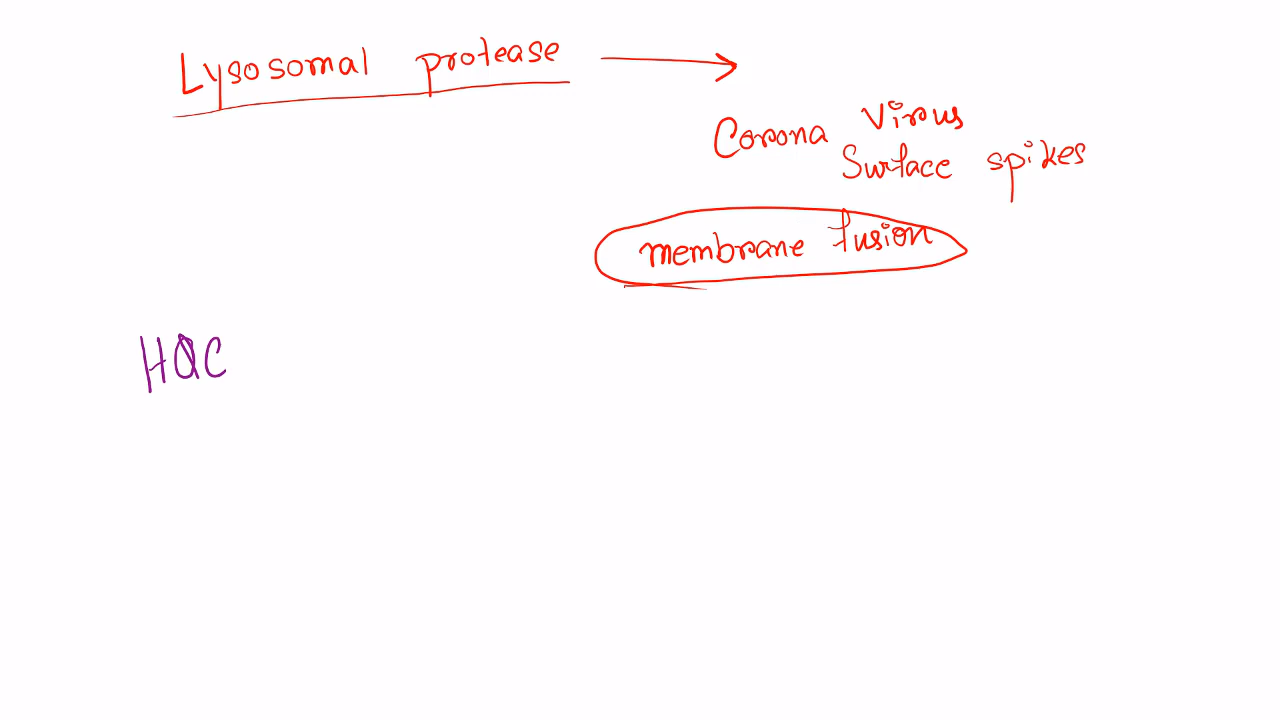 Lysosomal protease →
Corona Virus
Surface spikes
membrane fusion
HQC